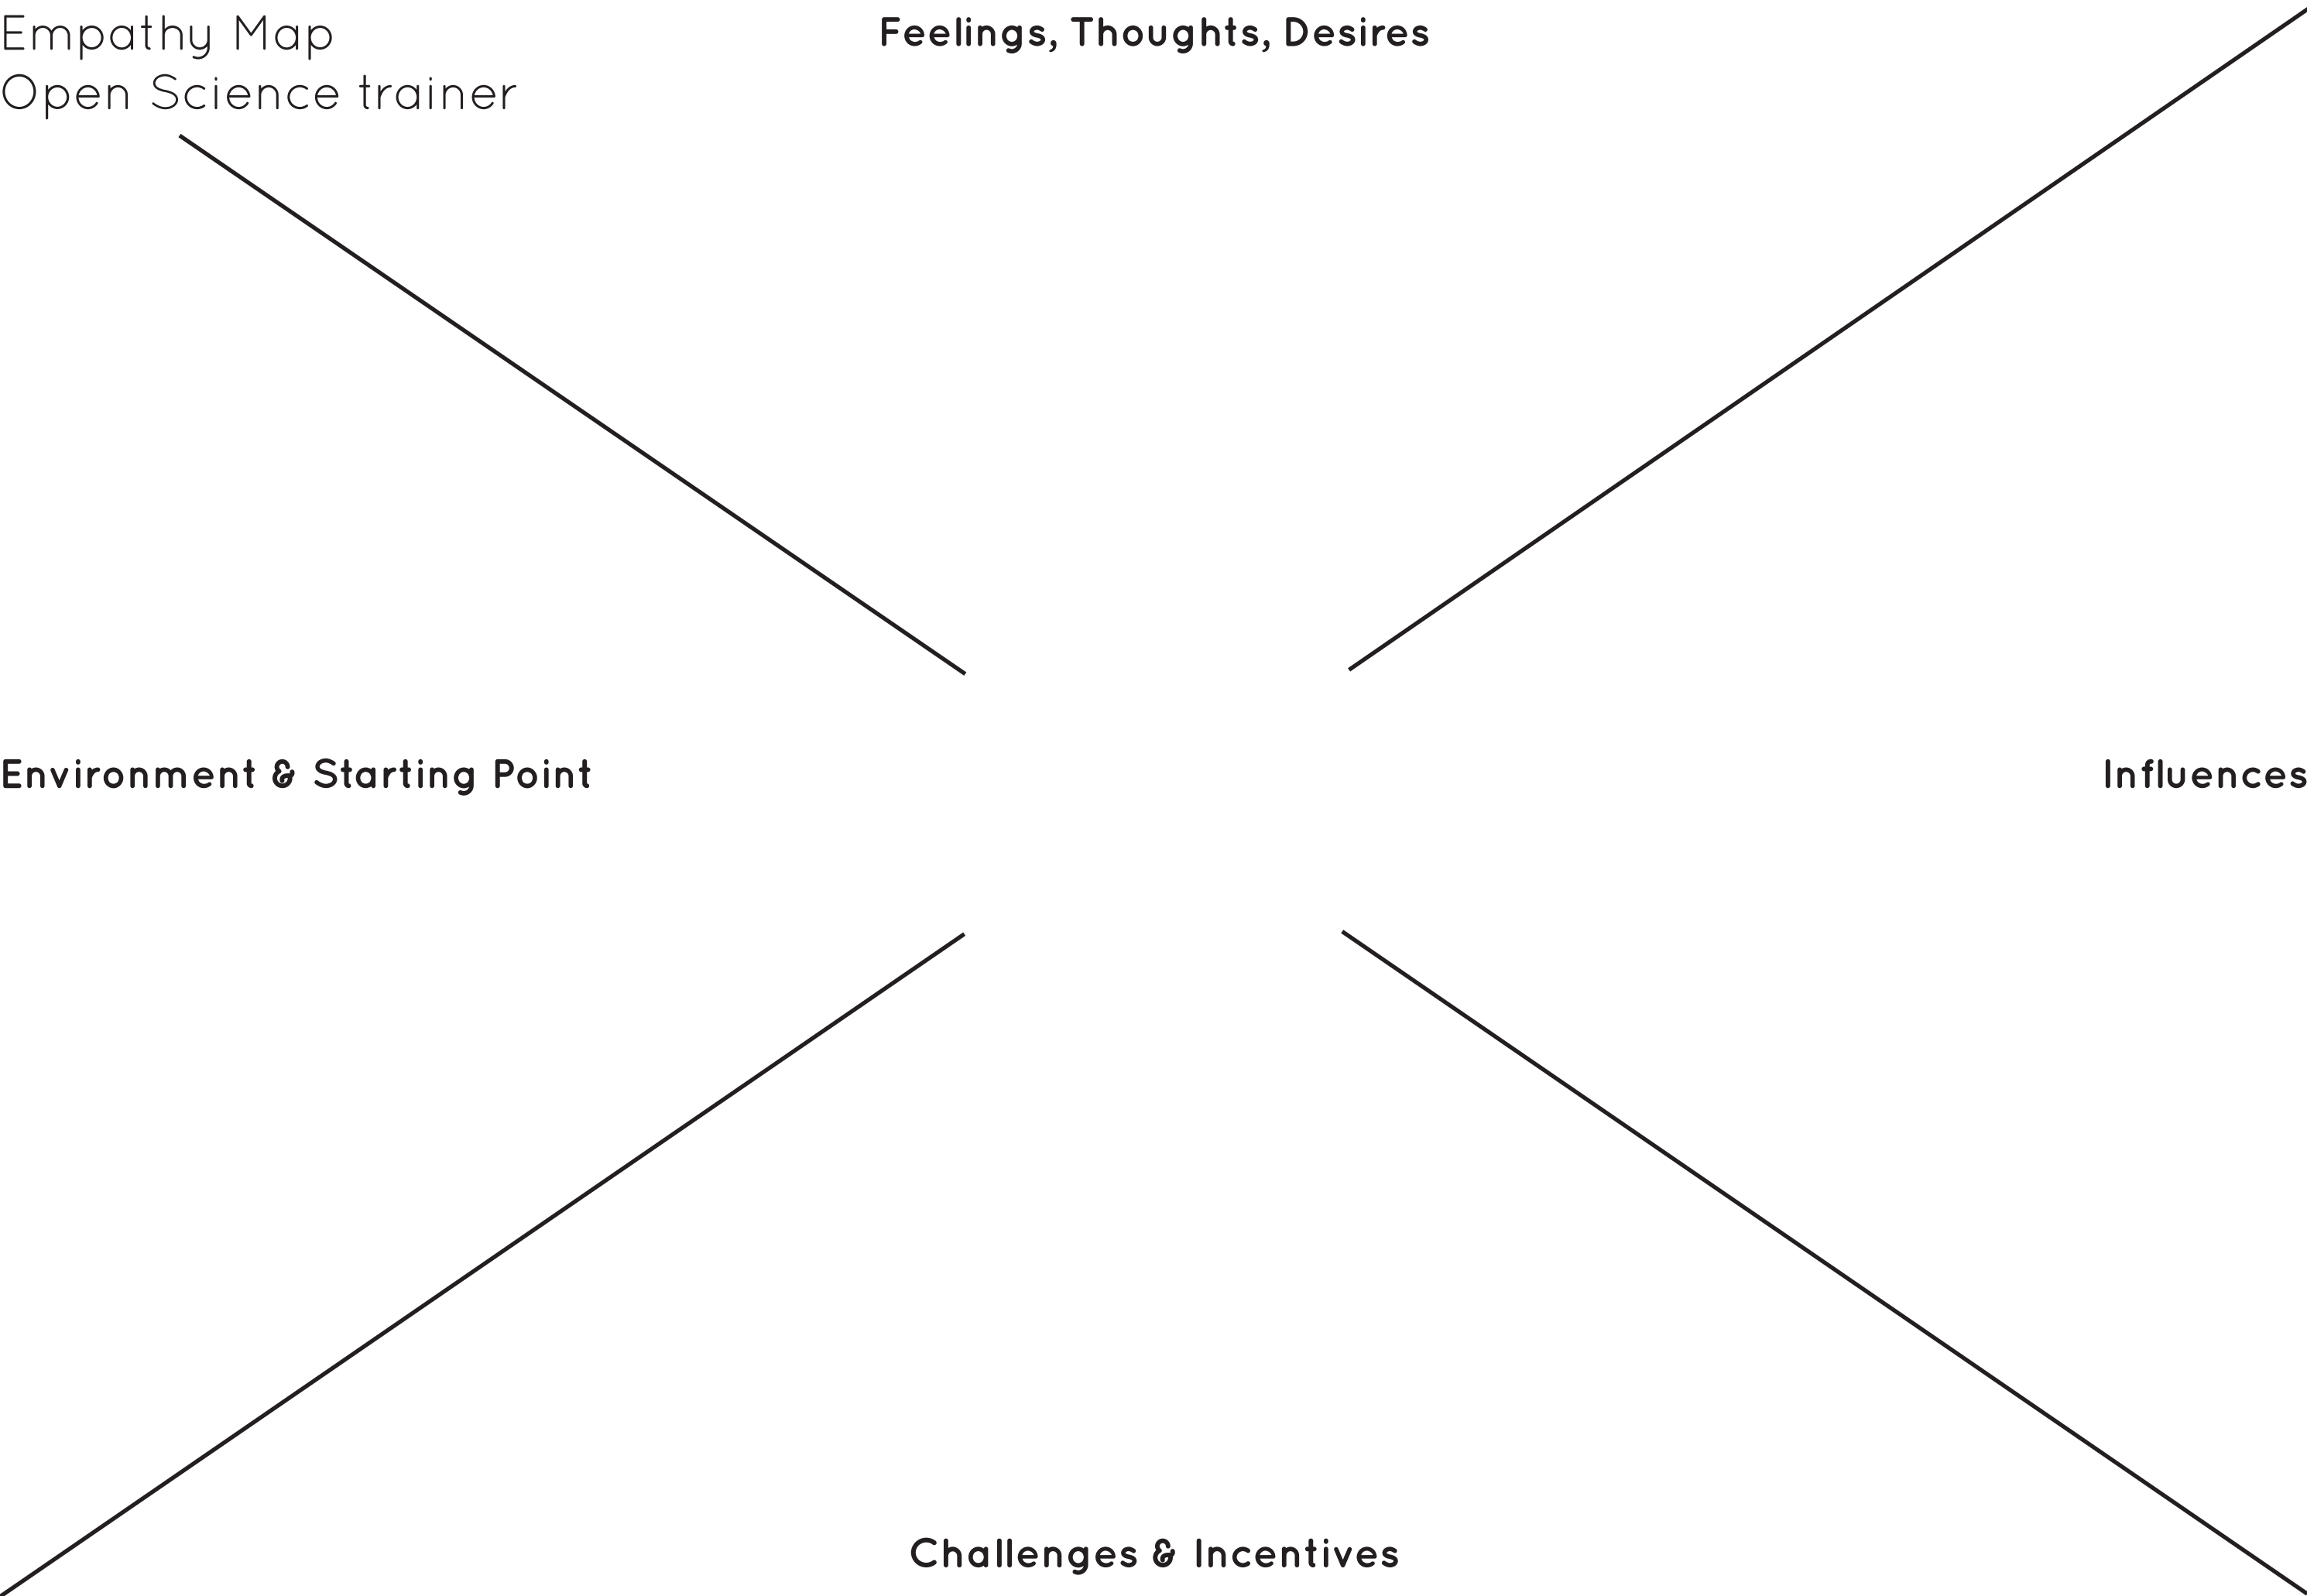 Empathy Map
Open Science trainer
Feelings, Thoughts, Desires
Environment & Starting Point
Influences
Challenges & Incentives